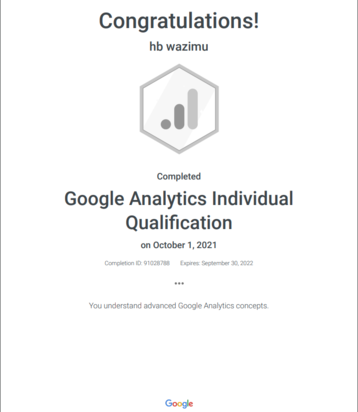 Congratulations!
hb wazimu
Completed
Google Analytics Individual
Qualification
on October 1, 2021
Completion ID: 91028788 Expires: September 30, 2022
...
You understand advanced Google Analytics concepts.
Google